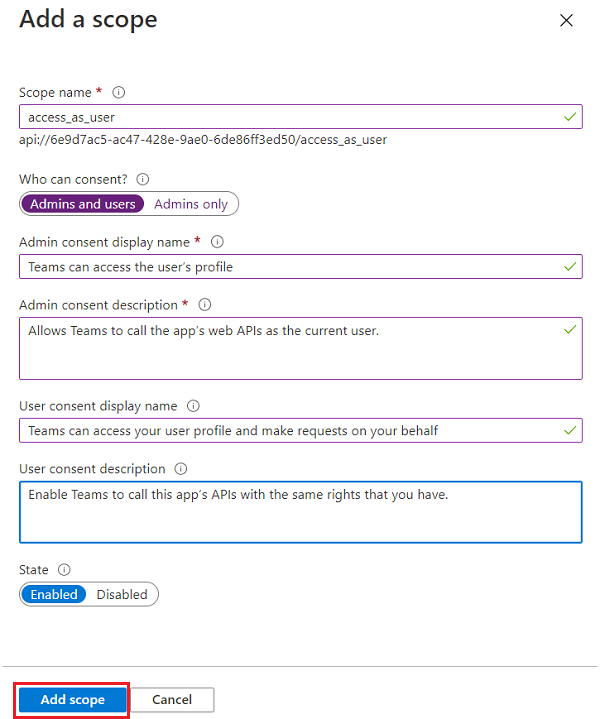 Add a scope
Scope name *
access_as_user
api://6e9d7ac5-ac47-428e-9ae0-6de86ff3ed50/access_as_user
Who can consent?
Admins and users Admins only
Admin consent display name *
Teams can access the user's profile
Admin consent description *
Allows Teams to call the app's web APIs as the current user.
User consent display name
Teams can access your user profile and make requests on your behalf
User consent description
Enable Teams to call this app's APIs with the same rights that you have.
State
Enabled Disabled
Add scope Cancel